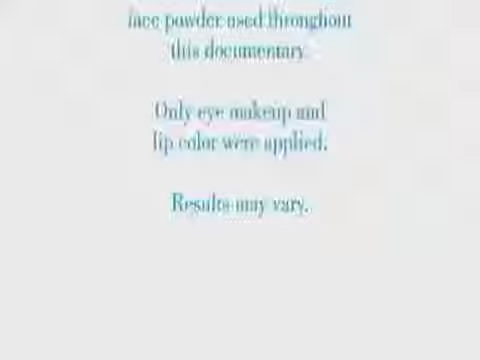 face powder used throughout
this documentary.
Only eye makeup and
lip color were applied.
Results may vary.